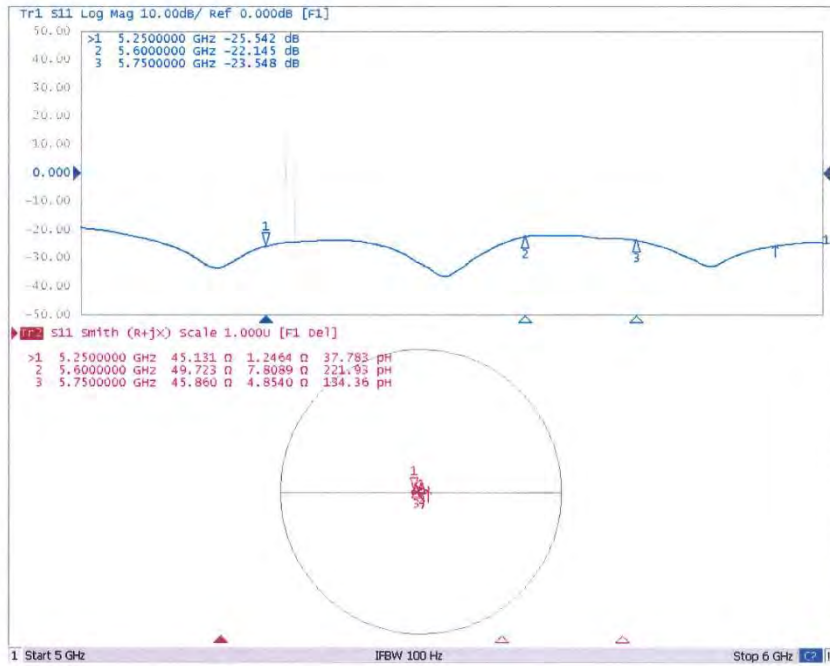 Tr1 S11 Log Mag 10.00dB/ Ref 0.000dB [F1]
50.00
>1 5.2500000 GHz -25.542 dB
2 5.6000000 GHz -22.145 dB
3 5.7500000 GHz -23.548 dB
40.00
30.00
20.00
10.00
0.000
-10.00
-20.00
1
1
2
3
-30.00
-40.00
-50.00
Tr2 S11 Smith (R+jX) Scale 1.000U [F1 Del]
>1 5.2500000 GHz 45.131 Ω 1.2464 Ω 37.783 pH
2 5.6000000 GHz 49.723 Ω 7.8089 Ω 221.93 pH
3 5.7500000 GHz 45.860 Ω 4.8540 Ω 134.36 pH
1
1 Start 5 GHz IFBW 100 Hz Stop 6 GHz C2